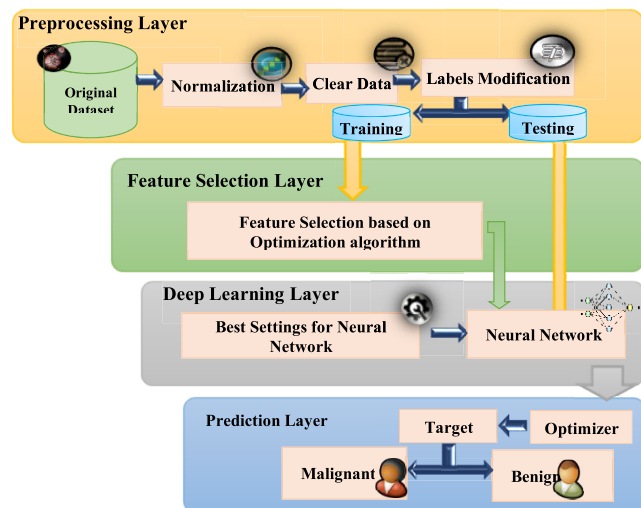 Preprocessing Layer
Original
Dataset
Normalization
Clear Data
Labels Modification
Training
Testing
Feature Selection Layer
Feature Selection based on
Optimization algorithm
Deep Learning Layer
Best Settings for Neural
Network
Neural Network
Prediction Layer
Target
Optimizer
Malignant
Benign